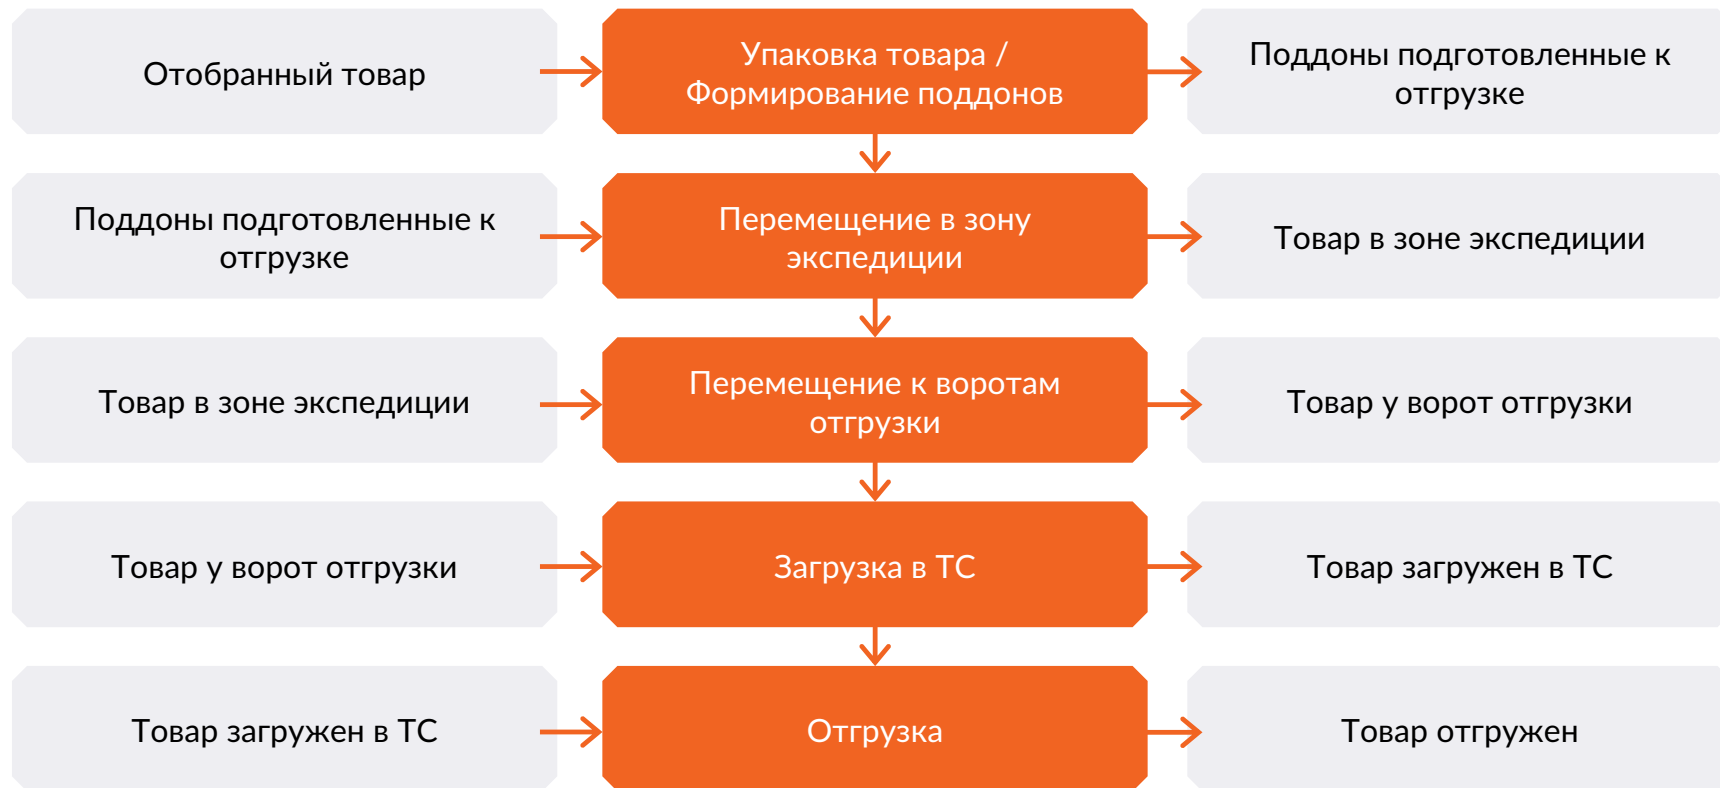 Отобранный товар
Упаковка товара /
Формирование поддонов
Поддоны подготовленные к
отгрузке
Поддоны подготовленные к
отгрузке
Перемещение в зону
экспедиции
Товар в зоне экспедиции
Товар в зоне экспедиции
Перемещение к воротам
отгрузки
Товар у ворот отгрузки
Товар у ворот отгрузки
Загрузка в ТС
Товар загружен в ТС
Товар загружен в ТС
Отгрузка
Товар отгружен